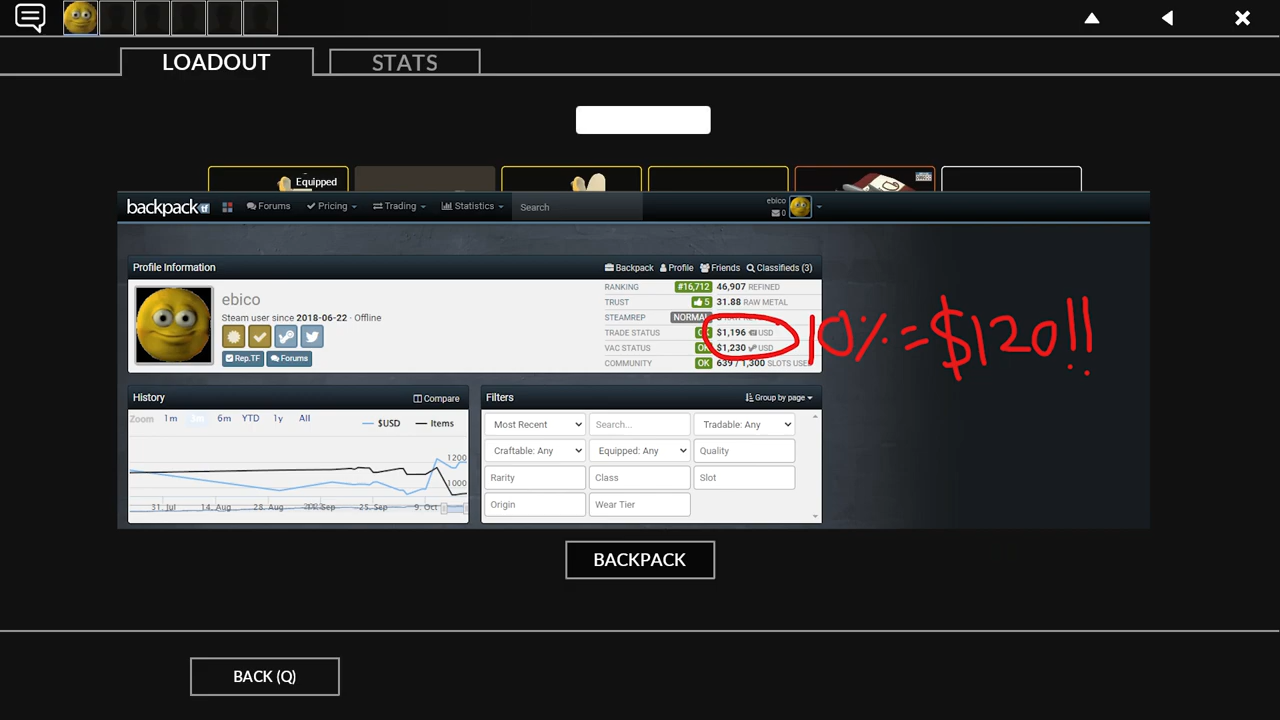 LOADOUT STATS
Equipped
backpack.tf Forums Pricing Trading Statistics Search ebico 0
Profile Information Backpack Profile Friends Classifieds (3)
ebico
Steam user since 2018-06-22 · Offline
Rep.TF Forums
RANKING #16,712 46,907 REFINED
TRUST 5 31.88 RAW METAL
STEAMREP NORMAL
TRADE STATUS OK $1,196 USD
VAC STATUS OK $1,230 USD
COMMUNITY OK 639 / 1,300 SLOTS USED
10% = $120!!
History Compare
Zoom 1m 3m 6m YTD 1y All
$USD Items
1200
1000
31. Jul 14. Aug 28. Aug 11. Sep 25. Sep 9. Oct
Filters Group by page
Most Recent Search... Tradable: Any
Craftable: Any Equipped: Any Quality
Rarity Class Slot
Origin Wear Tier
BACKPACK
BACK (Q)